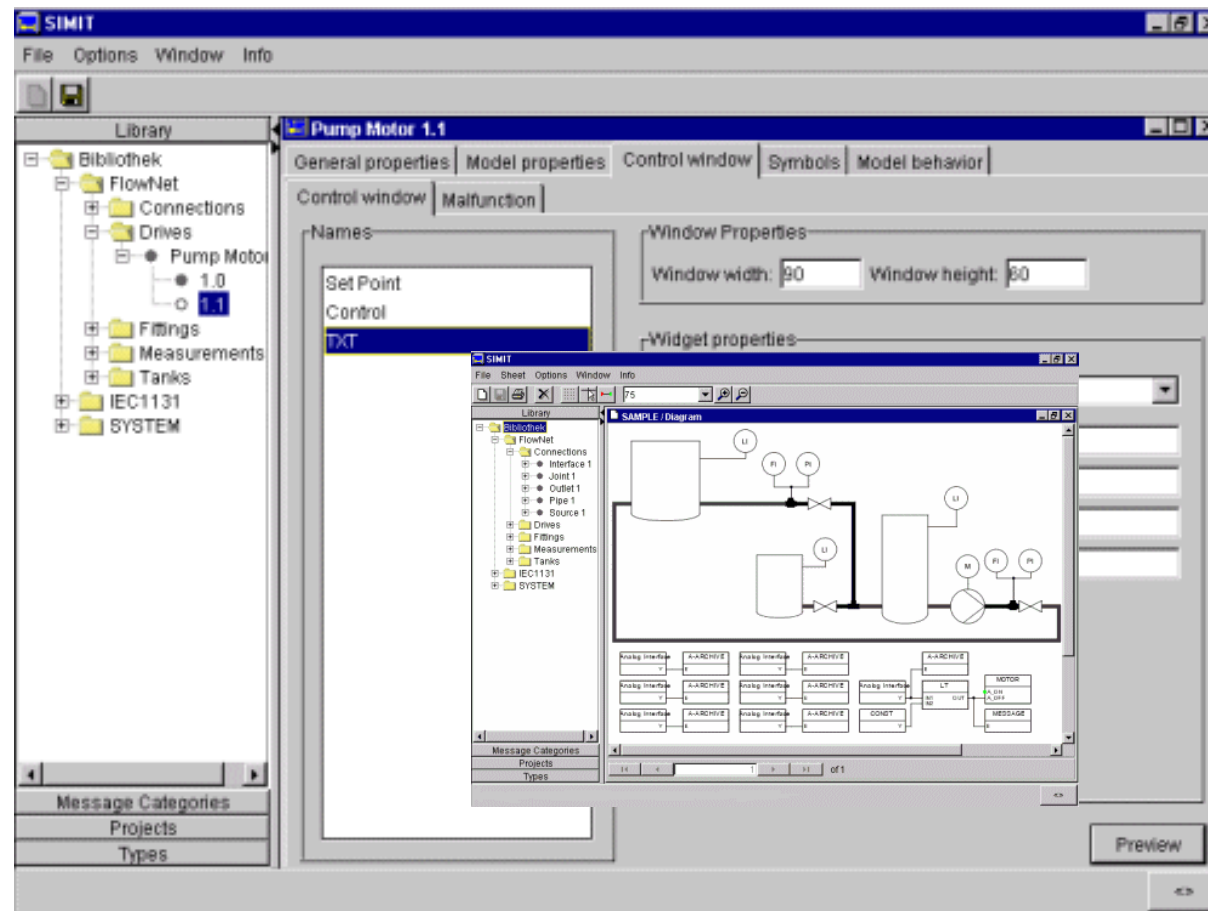 SIMIT
File Options Window Info
Library
Bibliothek
FlowNet
Connections
Drives
Pump Motor
1.0
1.1
Fittings
Measurements
Tanks
IEC1131
SYSTEM
Message Categories
Projects
Types
Pump Motor 1.1
General properties Model properties Control window Symbols Model behavior
Control window Malfunction
Names
Set Point
Control
TXT
Window Properties
Window width: 90 Window height: 60
Widget properties
Preview
SIMIT
File Sheet Options Window Info
75
Library
Bibliothek
FlowNet
Connections
Interface 1
Joint 1
Outlet 1
Pipe 1
Source 1
Drives
Fittings
Measurements
Tanks
IEC1131
SYSTEM
Message Categories
Projects
Types
SAMPLE / Diagram
LI
FI PI
LI
LI
M FI PI
Analog Interface A-ARCHIVE Analog Interface A-ARCHIVE A-ARCHIVE
Y E Y E E
Analog Interface A-ARCHIVE Analog Interface A-ARCHIVE Analog Interface LT MOTOR
Y E Y E Y IN1 OUT A_ON
IN2 A_OFF
Analog Interface A-ARCHIVE Analog Interface A-ARCHIVE CONST MESSAGE
Y E Y E Y E
1 of 1